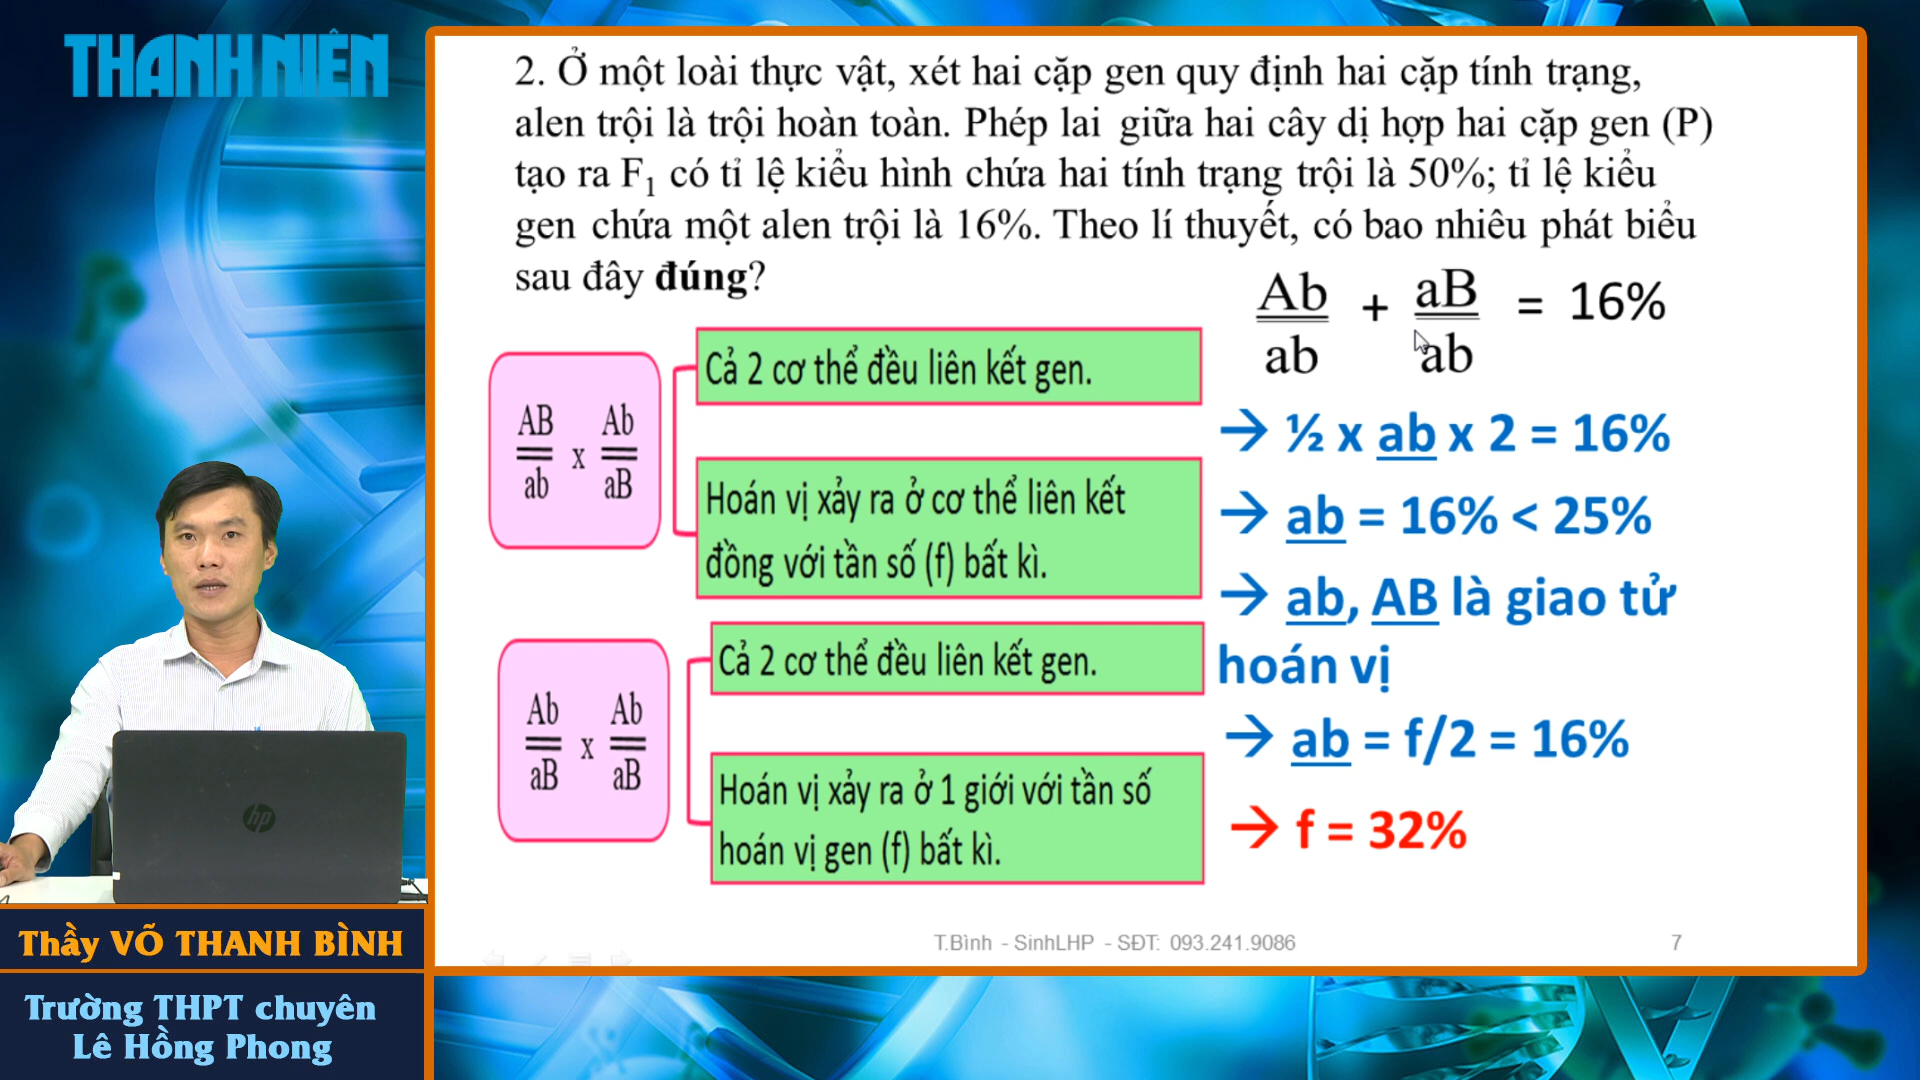 THANH NIÊN
2. Ở một loài thực vật, xét hai cặp gen quy định hai cặp tính trạng,
alen trội là trội hoàn toàn. Phép lai giữa hai cây dị hợp hai cặp gen (P)
tạo ra F1 có tỉ lệ kiểu hình chứa hai tính trạng trội là 50%; tỉ lệ kiểu
gen chứa một alen trội là 16%. Theo lí thuyết, có bao nhiêu phát biểu
sau đây đúng?
Ab + aB = 16%
ab ab
AB x Ab
ab aB
Cả 2 cơ thể đều liên kết gen.
Hoán vị xảy ra ở cơ thể liên kết
đồng với tần số (f) bất kì.
Ab x Ab
aB aB
Cả 2 cơ thể đều liên kết gen.
Hoán vị xảy ra ở 1 giới với tần số
hoán vị gen (f) bất kì.
→ ½ x ab x 2 = 16%
→ ab = 16% < 25%
→ ab, AB là giao tử
hoán vị
→ ab = f/2 = 16%
→ f = 32%
T.Bình - SinhLHP - SĐT: 093.241.9086
7
hp
Thầy VÕ THANH BÌNH
Trường THPT chuyên
Lê Hồng Phong